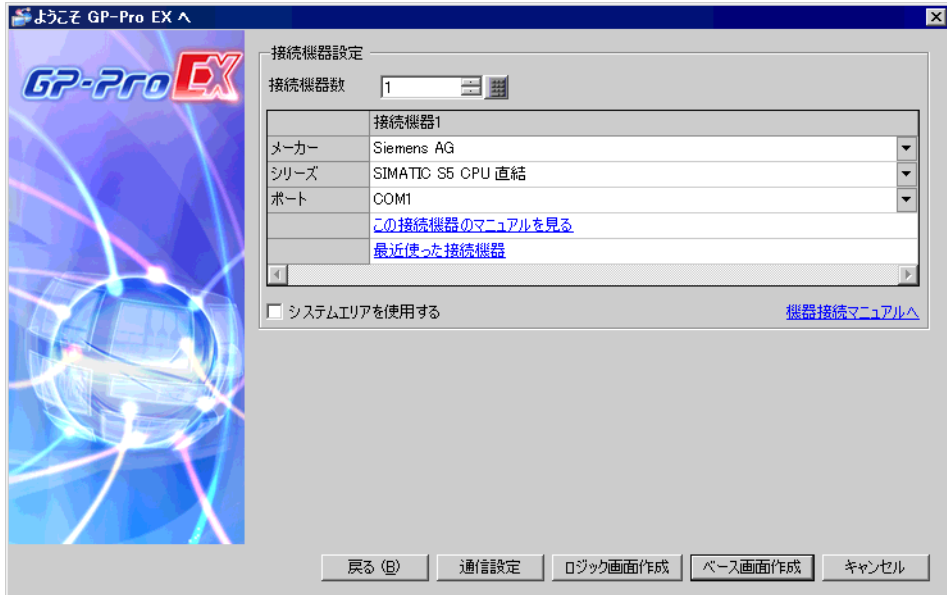 ようこそ GP-Pro EX へ
GP-Pro EX
接続機器設定
接続機器数 1
接続機器1
メーカー Siemens AG
シリーズ SIMATIC S5 CPU 直結
ポート COM1
この接続機器のマニュアルを見る
最近使った接続機器
システムエリアを使用する 機器接続マニュアルへ
戻る (B) 通信設定 ロジック画面作成 ベース画面作成 キャンセル